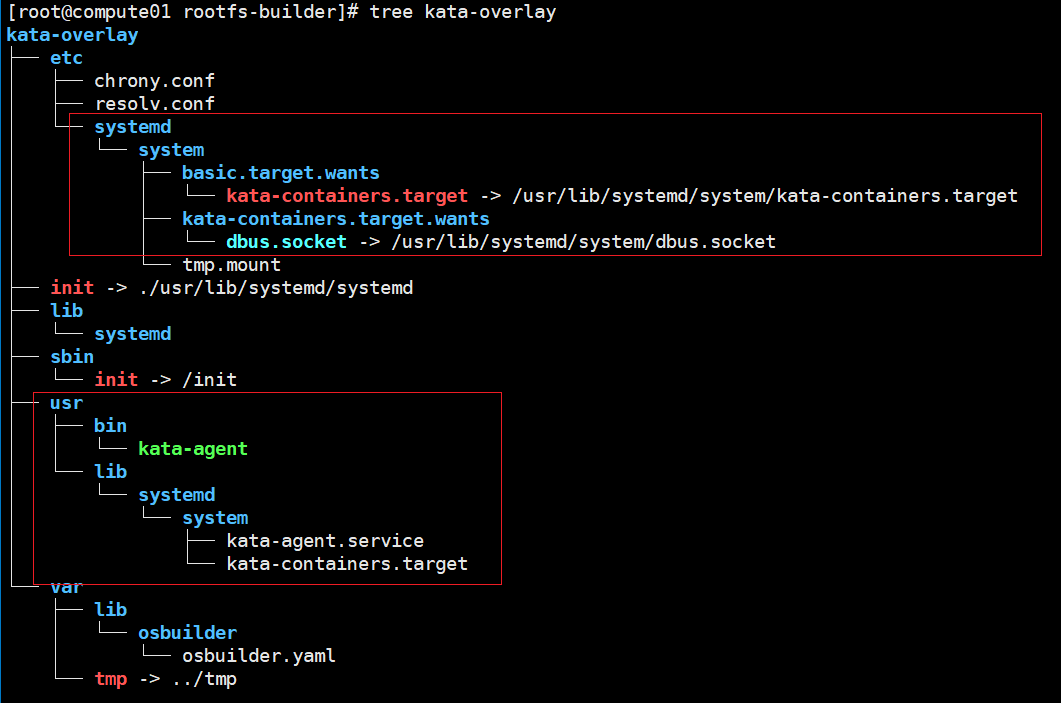 [root@compute01 rootfs-builder]# tree kata-overlay
kata-overlay
├── etc
│   ├── chrony.conf
│   ├── resolv.conf
│   └── systemd
│       └── system
│           ├── basic.target.wants
│           │   └── kata-containers.target -> /usr/lib/systemd/system/kata-containers.target
│           ├── kata-containers.target.wants
│           │   └── dbus.socket -> /usr/lib/systemd/system/dbus.socket
│           └── tmp.mount
├── init -> ./usr/lib/systemd/systemd
├── lib
│   └── systemd
├── sbin
│   └── init -> /init
├── usr
│   ├── bin
│   │   └── kata-agent
│   └── lib
│       └── systemd
│           └── system
│               ├── kata-agent.service
│               └── kata-containers.target
└── var
    ├── lib
    │   └── osbuilder
    │       └── osbuilder.yaml
    └── tmp -> ../tmp